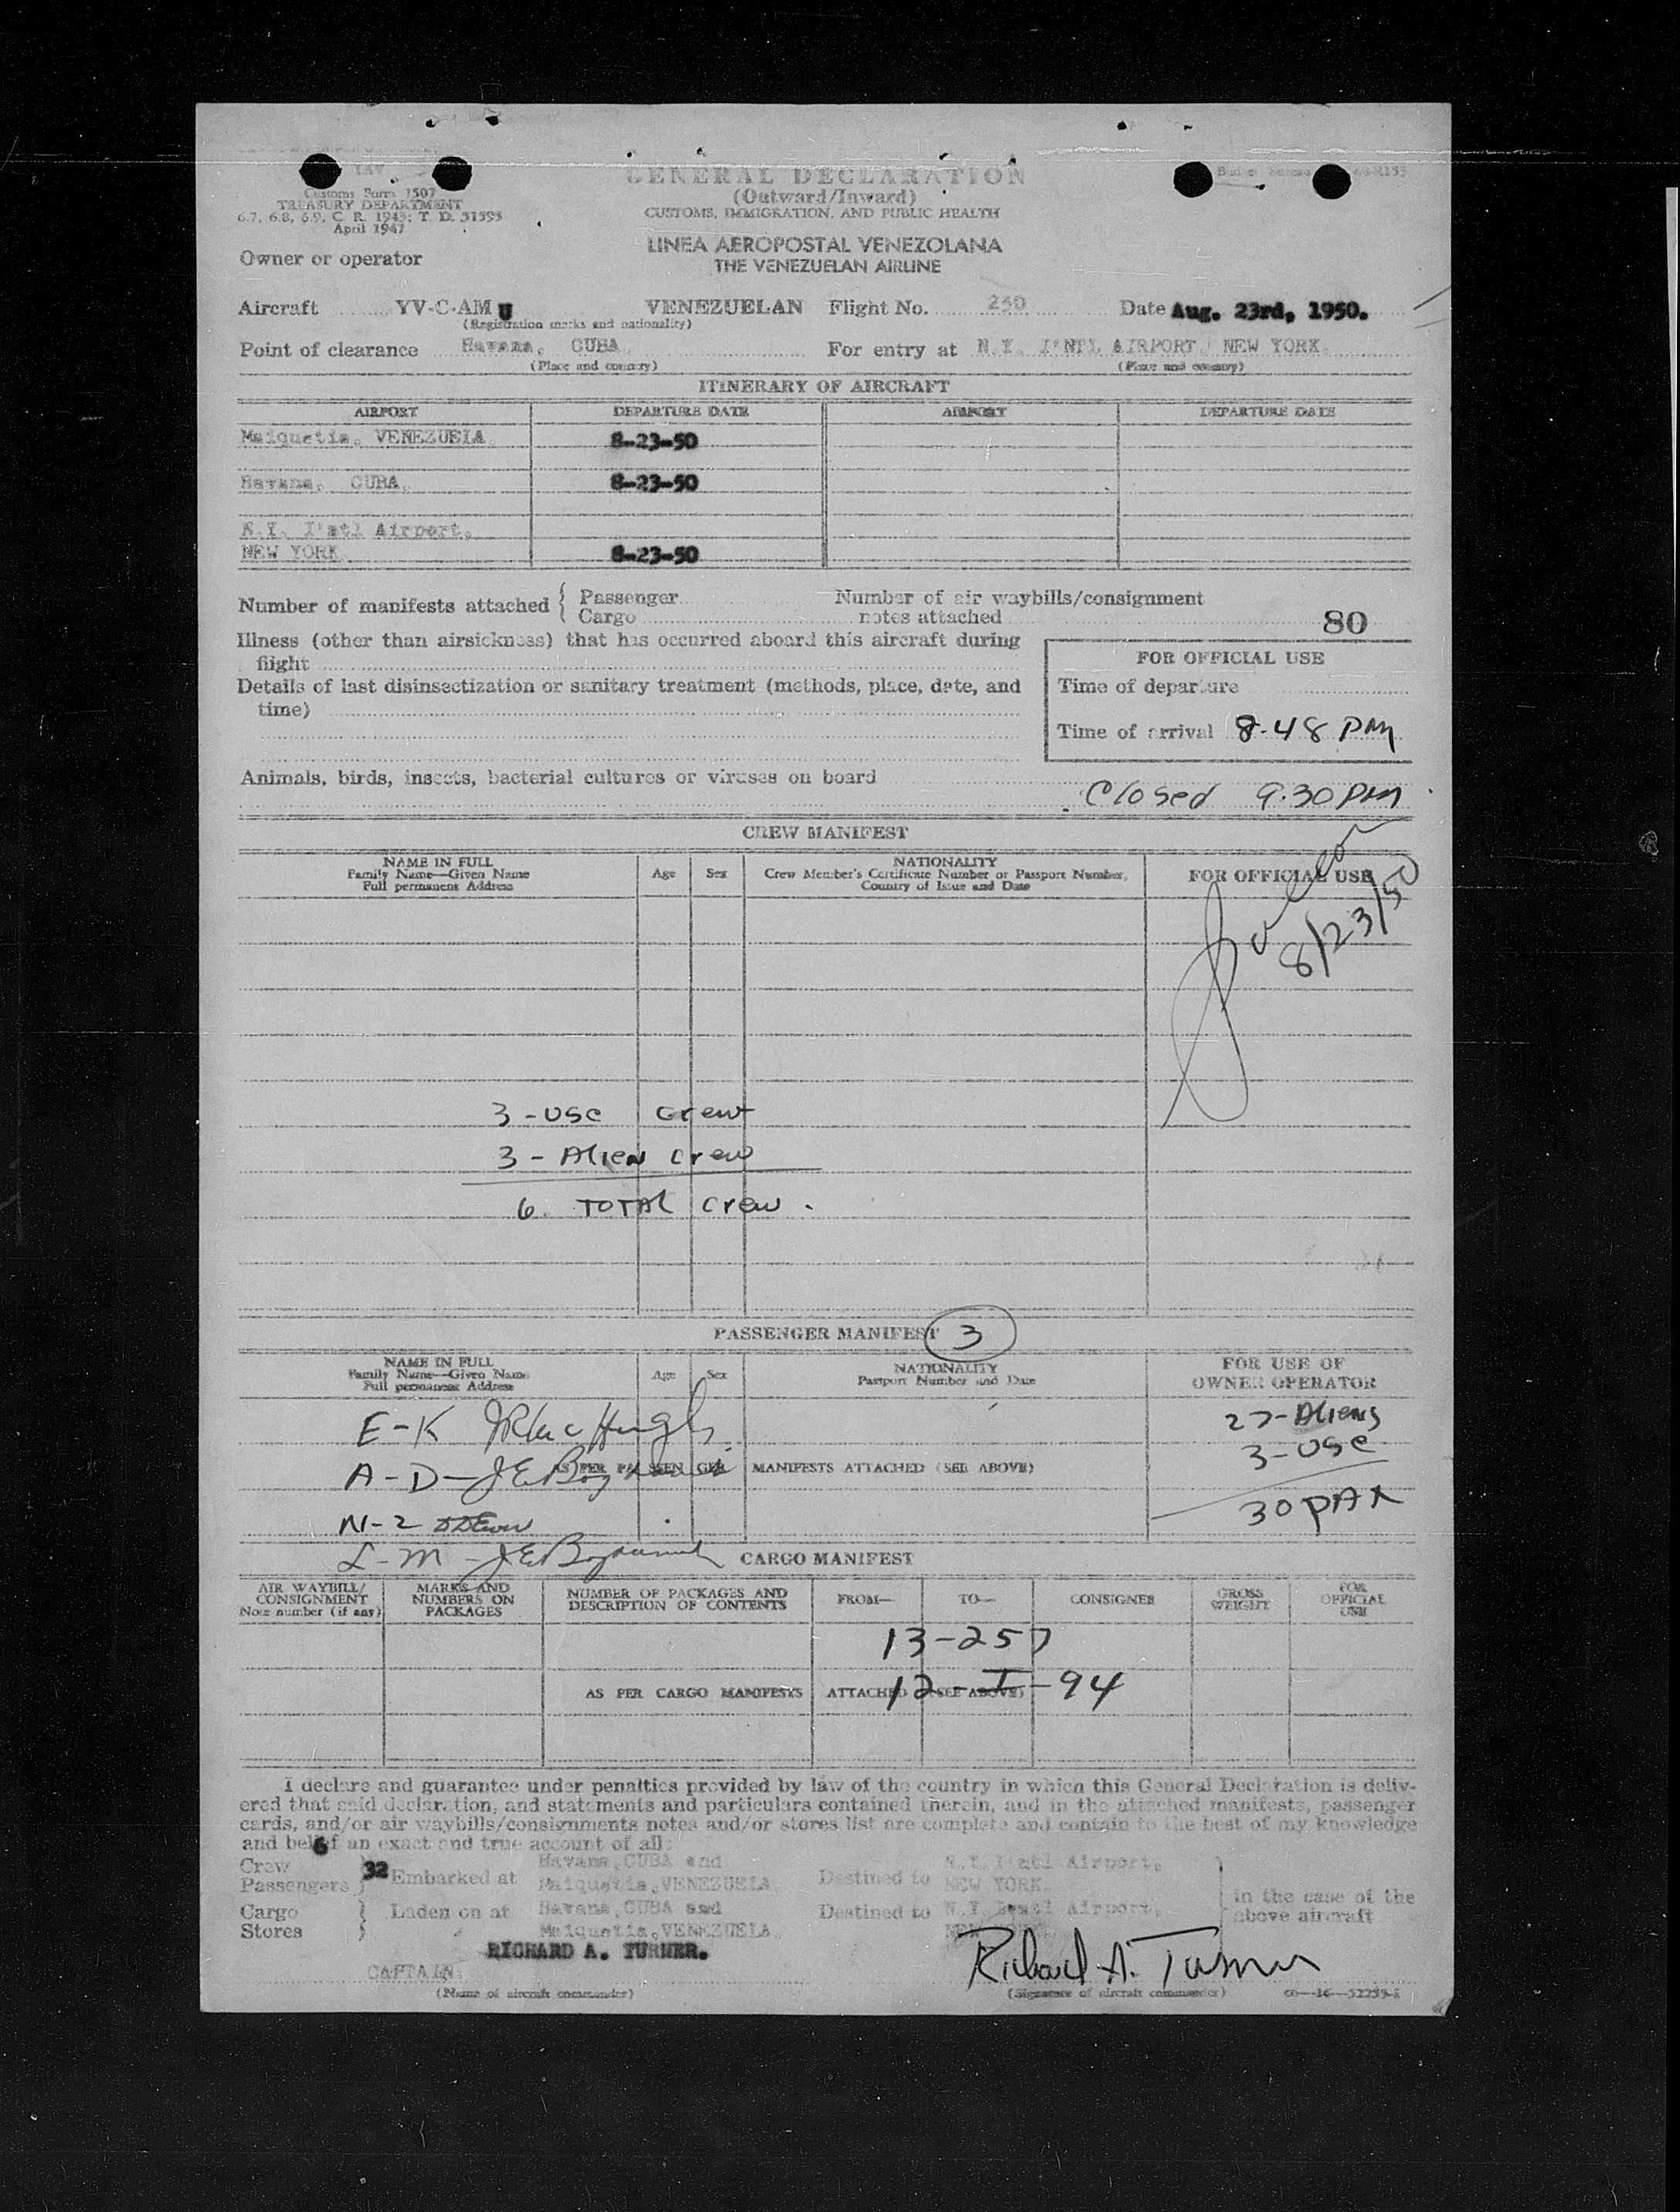 LAV
Customs Form 7507
TREASURY DEPARTMENT
6.7, 6.8, 6.9, C. R. 1943; T. D. 51595
April 1947
GENERAL DECLARATION
(Outward/Inward)
CUSTOMS, IMMIGRATION, AND PUBLIC HEALTH
Owner or operator
LINEA AEROPOSTAL VENEZOLANA
THE VENEZUELAN AIRLINE
Aircraft YV-C-AMU VENEZUELAN Flight No. 250 Date Aug. 23rd, 1950.
(Registration marks and nationality)
Point of clearance Havana, CUBA For entry at N.Y. I'NTL AIRPORT, NEW YORK.
(Place and country) (Place and country)
ITINERARY OF AIRCRAFT
AIRPORT DEPARTURE DATE AIRPORT DEPARTURE DATE
Maiquetia, VENEZUELA 8-23-50
Havana, CUBA. 8-23-50
N.Y. I'ntl Airport,
NEW YORK 8-23-50
Number of manifests attached { Passenger Number of air waybills/consignment
Cargo notes attached
80
Illness (other than airsickness) that has occurred aboard this aircraft during
flight
FOR OFFICIAL USE
Details of last disinsectization or sanitary treatment (methods, place, date, and
time)
Time of departure
Time of arrival 8-48 PM
Animals, birds, insects, bacterial cultures or viruses on board
Closed 9.30 PM
CREW MANIFEST
NAME IN FULL
Family Name—Given Name
Full permanent Address
Age Sex
NATIONALITY
Crew Member's Certificate Number or Passport Number,
Country of Issue and Date
FOR OFFICIAL USE
8/23/50
3 - USC Crew
3 - Alien Crew
6 TOTAL Crew.
PASSENGER MANIFEST 3
NAME IN FULL
Family Name—Given Name
Full permanent Address
Age Sex
NATIONALITY
Passport Number and Date
FOR USE OF
OWNER OPERATOR
E-K
27-Aliens
3-USC
A-D-
AS PER PASSENGER MANIFESTS ATTACHED (SEE ABOVE)
30 PAX
N-2
L-M
CARGO MANIFEST
AIR WAYBILL/
CONSIGNMENT
Note number (if any)
MARKS AND
NUMBERS ON
PACKAGES
NUMBER OF PACKAGES AND
DESCRIPTION OF CONTENTS
FROM— TO— CONSIGNEE
GROSS
WEIGHT
FOR
OFFICIAL
USE
13-257
12-I-94
AS PER CARGO MANIFESTS ATTACHED (SEE ABOVE)
I declare and guarantee under penalties provided by law of the country in which this General Declaration is deliv-
ered that said declaration, and statements and particulars contained therein, and in the attached manifests, passenger
cards, and/or air waybills/consignments notes and/or stores list are complete and contain to the best of my knowledge
and belief an exact and true account of all:
Crew 6
Passengers } 32 Embarked at Havana, CUBA and Maiquetia, VENEZUELA Destined to N.Y. I'ntl Airport, NEW YORK
Cargo
Stores } Laden on at Havana, CUBA and Maiquetia, VENEZUELA Destined to N.Y. I'ntl Airport, NEW YORK
in the case of the
above aircraft
RICHARD A. TURNER.
CAPTAIN:
(Name of aircraft commander)
Richard A. Turner
(Signature of aircraft commander)